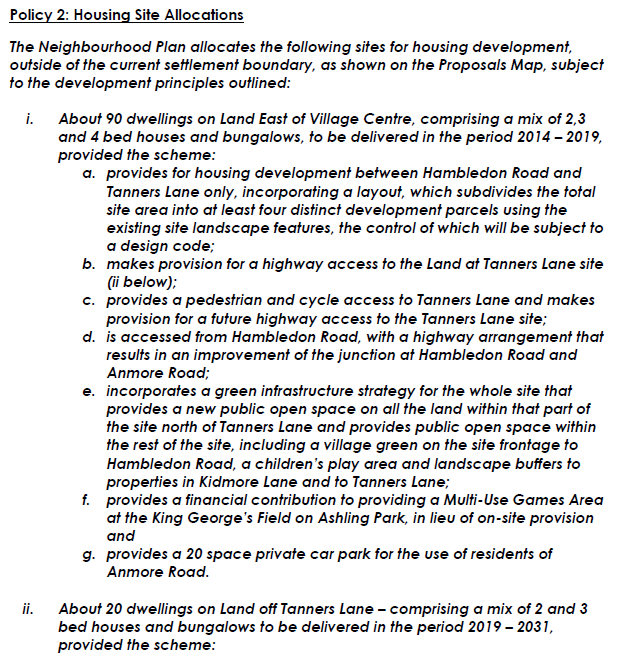 Policy 2: Housing Site Allocations
The Neighbourhood Plan allocates the following sites for housing development,
outside of the current settlement boundary, as shown on the Proposals Map, subject
to the development principles outlined:
i. About 90 dwellings on Land East of Village Centre, comprising a mix of 2,3
and 4 bed houses and bungalows, to be delivered in the period 2014 – 2019,
provided the scheme:
a. provides for housing development between Hambledon Road and
Tanners Lane only, incorporating a layout, which subdivides the total
site area into at least four distinct development parcels using the
existing site landscape features, the control of which will be subject to
a design code;
b. makes provision for a highway access to the Land at Tanners Lane site
(ii below);
c. provides a pedestrian and cycle access to Tanners Lane and makes
provision for a future highway access to the Tanners Lane site;
d. is accessed from Hambledon Road, with a highway arrangement that
results in an improvement of the junction at Hambledon Road and
Anmore Road;
e. incorporates a green infrastructure strategy for the whole site that
provides a new public open space on all the land within that part of
the site north of Tanners Lane and provides public open space within
the rest of the site, including a village green on the site frontage to
Hambledon Road, a children's play area and landscape buffers to
properties in Kidmore Lane and to Tanners Lane;
f. provides a financial contribution to providing a Multi-Use Games Area
at the King George's Field on Ashling Park, in lieu of on-site provision
and
g. provides a 20 space private car park for the use of residents of
Anmore Road.
ii. About 20 dwellings on Land off Tanners Lane – comprising a mix of 2 and 3
bed houses and bungalows to be delivered in the period 2019 – 2031,
provided the scheme: